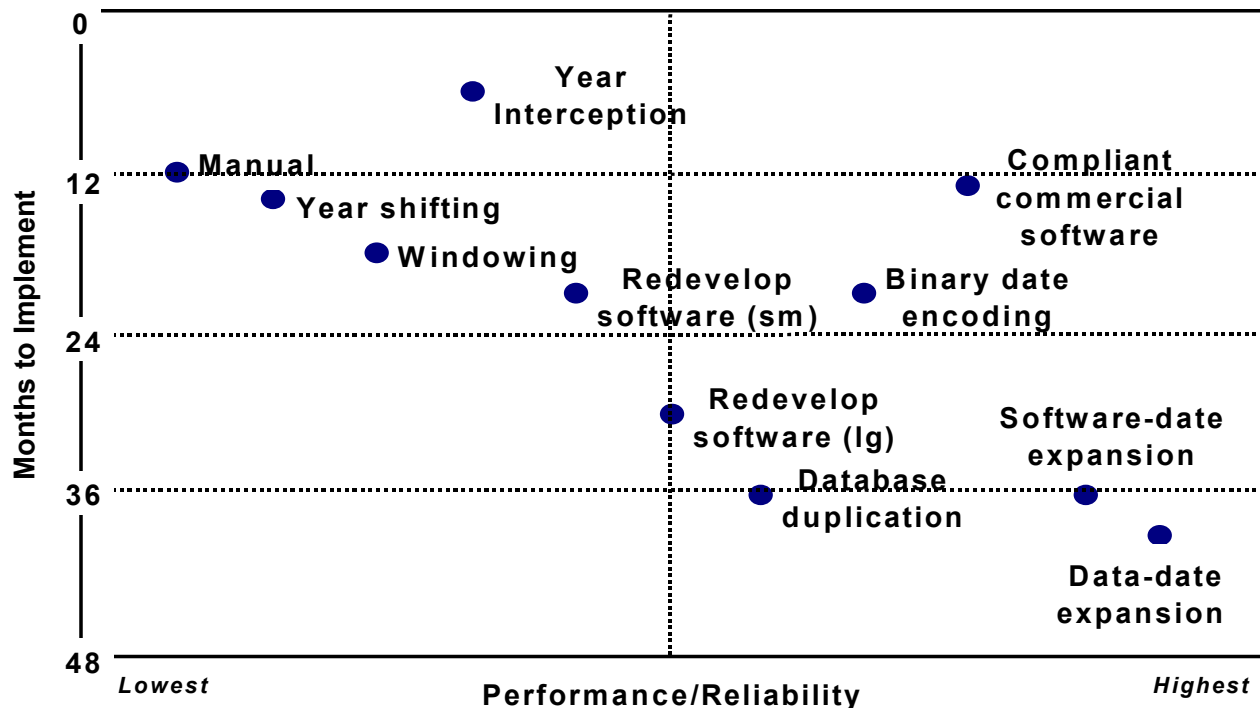 0
Year
Interception
Manual
Compliant
commercial
software
12
Year shifting
Windowing
Redevelop
software (sm)
Binary date
encoding
24
Months to Implement
Redevelop
software (lg)
Software-date
expansion
36
Database
duplication
Data-date
expansion
48
Lowest
Performance/Reliability
Highest